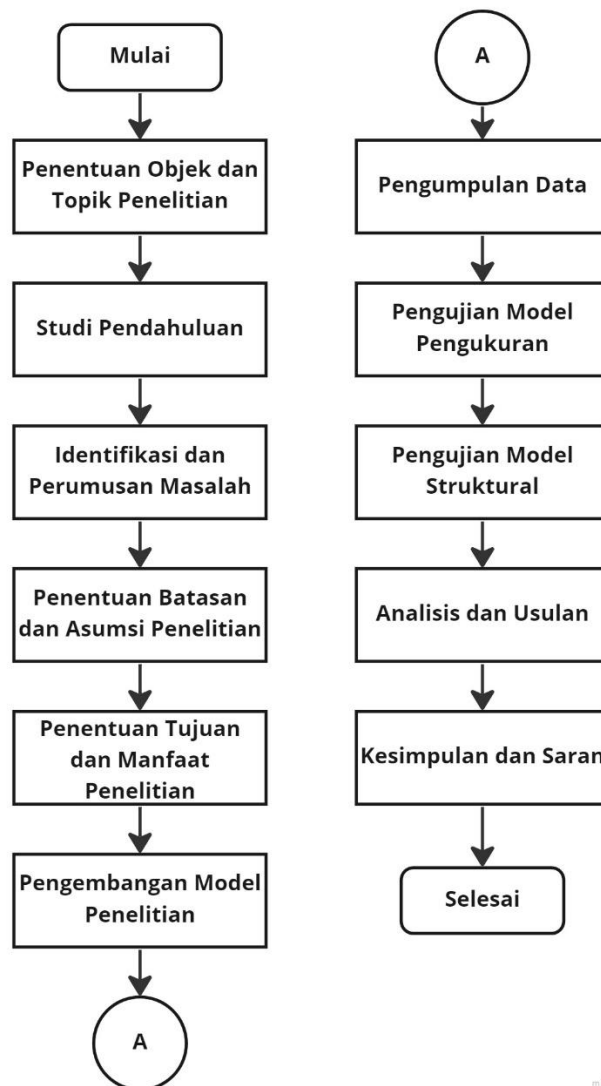 Mulai
Penentuan Objek dan
Topik Penelitian
Studi Pendahuluan
Identifikasi dan
Perumusan Masalah
Penentuan Batasan
dan Asumsi Penelitian
Penentuan Tujuan
dan Manfaat
Penelitian
Pengembangan Model
Penelitian
A
A
Pengumpulan Data
Pengujian Model
Pengukuran
Pengujian Model
Struktural
Analisis dan Usulan
Kesimpulan dan Saran
Selesai